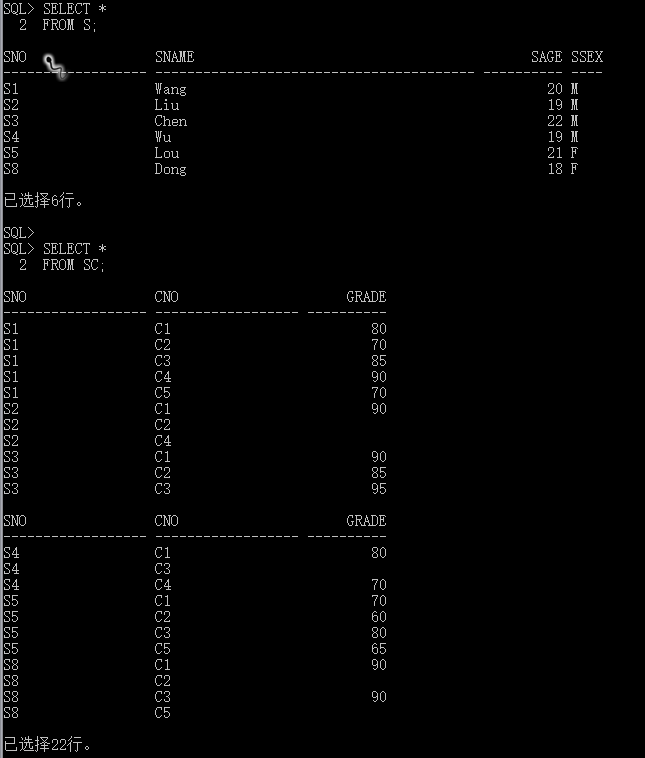 SQL> SELECT *
2 FROM S;
SNO SNAME SAGE SSEX
-------------------- ---------------------------------------- ---------- ----
S1 Wang 20 M
S2 Liu 19 M
S3 Chen 22 M
S4 Wu 19 M
S5 Lou 21 F
S8 Dong 18 F
已选择6行。
SQL>
SQL> SELECT *
2 FROM SC;
SNO CNO GRADE
------------------ ------------------ ----------
S1 C1 80
S1 C2 70
S1 C3 85
S1 C4 90
S1 C5 70
S2 C1 90
S2 C2
S2 C4
S3 C1 90
S3 C2 85
S3 C3 95
SNO CNO GRADE
------------------ ------------------ ----------
S4 C1 80
S4 C3
S4 C4 70
S5 C1 70
S5 C2 60
S5 C3 80
S5 C5 65
S8 C1 90
S8 C2
S8 C3 90
S8 C5
已选择22行。